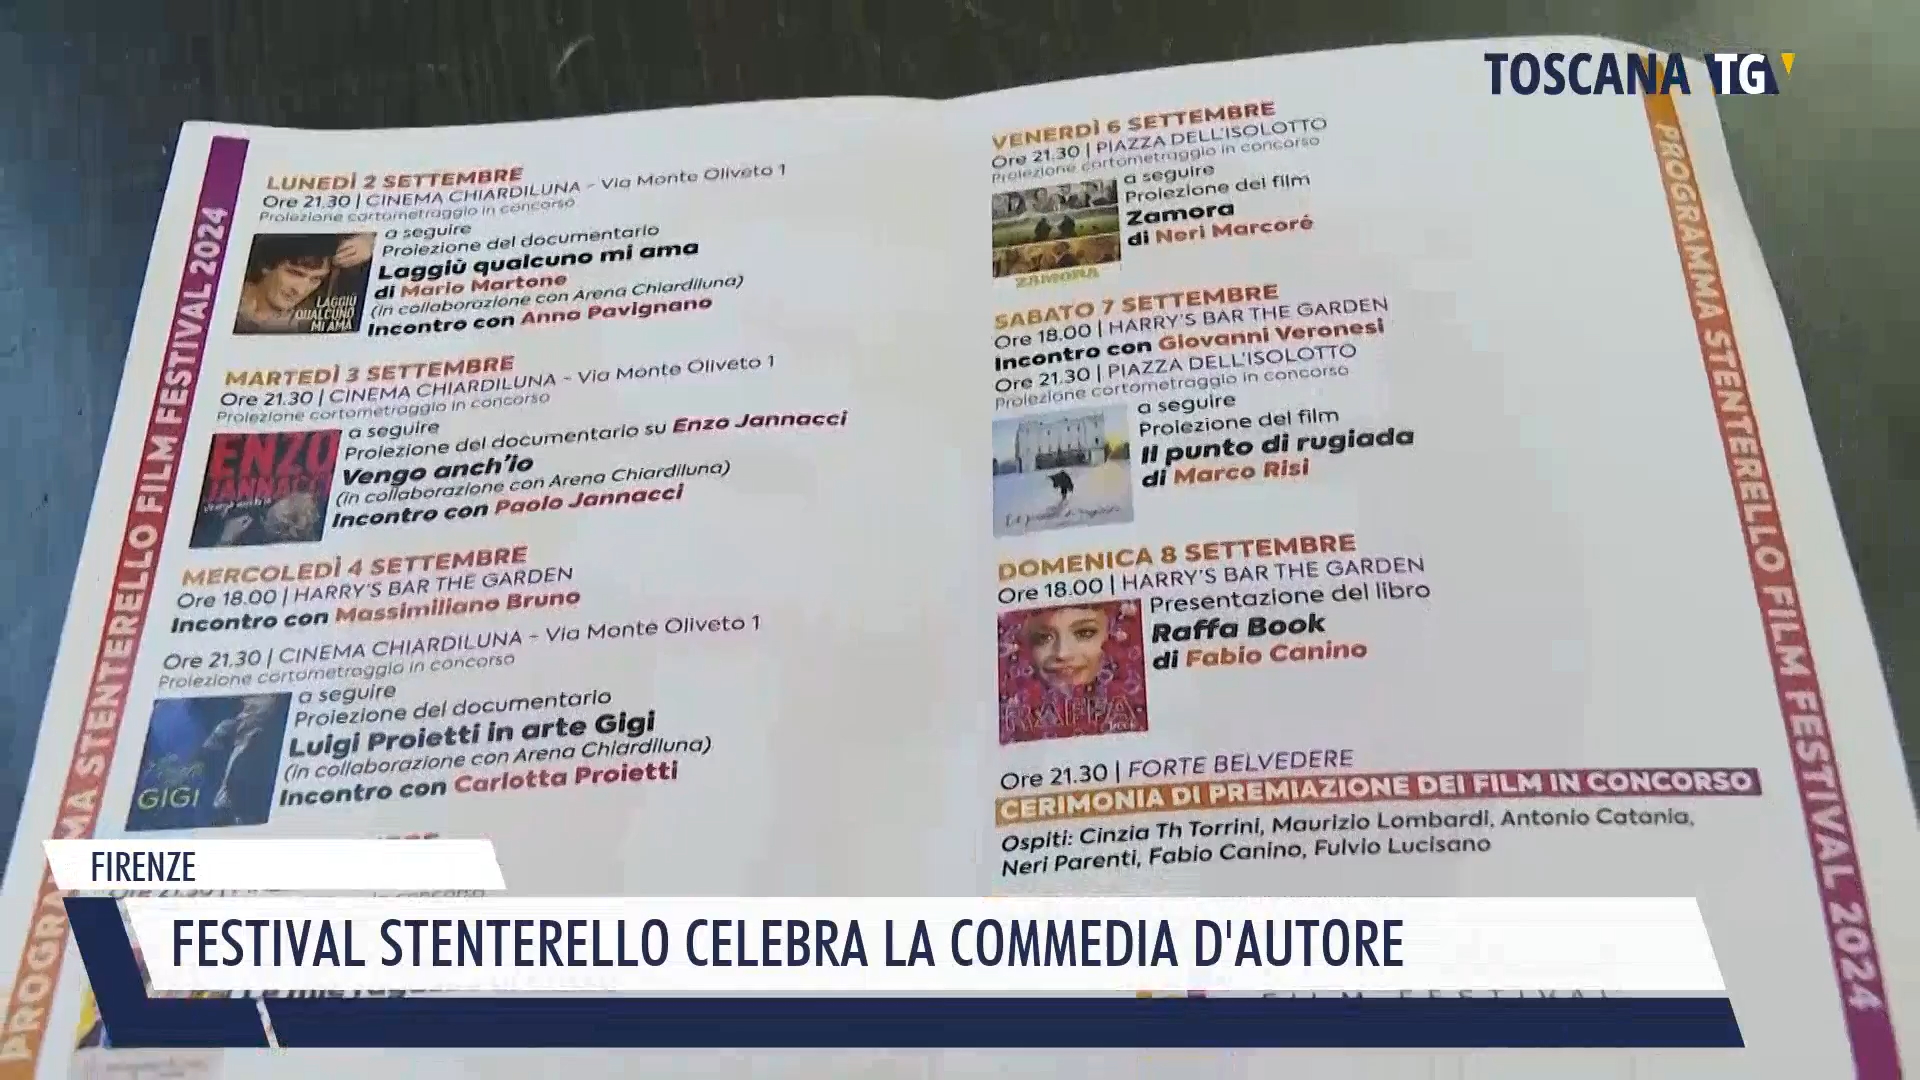 TOSCANA TG
PROGRAMMA STENTERELLO FILM FESTIVAL 2024
LUNEDÌ 2 SETTEMBRE
Ore 21.30 | CINEMA CHIARDILUNA - Via Monte Oliveto 1
Proiezione cortometraggio in concorso
a seguire
Proiezione del documentario
Laggiù qualcuno mi ama
di Mario Martone
(in collaborazione con Arena Chiardiluna)
Incontro con Anna Pavignano
LAGGIÙ
QUALCUNO
MI AMA
MARTEDÌ 3 SETTEMBRE
Ore 21.30 | CINEMA CHIARDILUNA - Via Monte Oliveto 1
Proiezione cortometraggio in concorso
a seguire
Proiezione del documentario su Enzo Jannacci
Vengo anch'io
(in collaborazione con Arena Chiardiluna)
Incontro con Paolo Jannacci
ENZO
JANNACCI
MERCOLEDÌ 4 SETTEMBRE
Ore 18.00 | HARRY'S BAR THE GARDEN
Incontro con Massimiliano Bruno
Ore 21.30 | CINEMA CHIARDILUNA - Via Monte Oliveto 1
Proiezione cortometraggio in concorso
a seguire
Proiezione del documentario
Luigi Proietti in arte Gigi
(in collaborazione con Arena Chiardiluna)
Incontro con Carlotta Proietti
GIGI
VENERDÌ 6 SETTEMBRE
Ore 21.30 | PIAZZA DELL'ISOLOTTO
Proiezione cortometraggio in concorso
a seguire
Proiezione del film
Zamora
di Neri Marcorè
ZAMORA
SABATO 7 SETTEMBRE
Ore 18.00 | HARRY'S BAR THE GARDEN
Incontro con Giovanni Veronesi
Ore 21.30 | PIAZZA DELL'ISOLOTTO
Proiezione cortometraggio in concorso
a seguire
Proiezione del film
Il punto di rugiada
di Marco Risi
DOMENICA 8 SETTEMBRE
Ore 18.00 | HARRY'S BAR THE GARDEN
Presentazione del libro
Raffa Book
di Fabio Canino
RAFFA
Ore 21.30 | FORTE BELVEDERE
CERIMONIA DI PREMIAZIONE DEI FILM IN CONCORSO
Ospiti: Cinzia Th Torrini, Maurizio Lombardi, Antonio Catania,
Neri Parenti, Fabio Canino, Fulvio Lucisano
PROGRAMMA STENTERELLO FILM FESTIVAL 2024
FIRENZE
FESTIVAL STENTERELLO CELEBRA LA COMMEDIA D'AUTORE